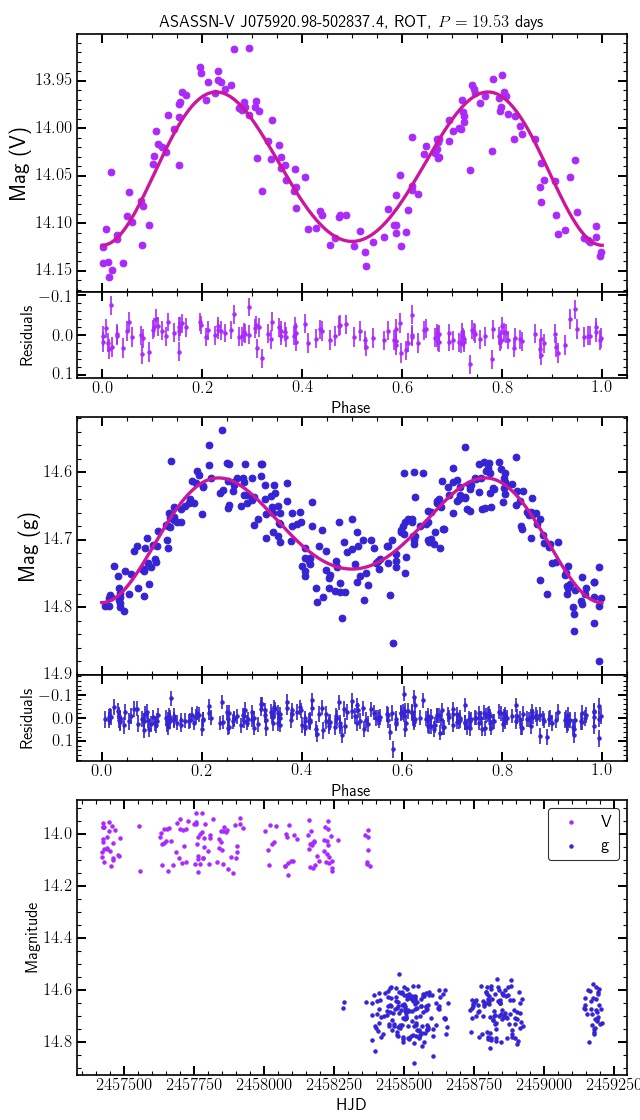 ASASSN-V J075920.98-502837.4, ROT, P = 19.53 days
Mag (V)
13.95
14.00
14.05
14.10
14.15
Residuals
−0.1
0.0
0.1
0.0 0.2 0.4 0.6 0.8 1.0
Phase
Mag (g)
14.6
14.7
14.8
14.9
Residuals
−0.1
0.0
0.1
0.0 0.2 0.4 0.6 0.8 1.0
Phase
Magnitude
14.0
14.2
14.4
14.6
14.8
V
g
2457500 2457750 2458000 2458250 2458500 2458750 2459000 2459250
HJD